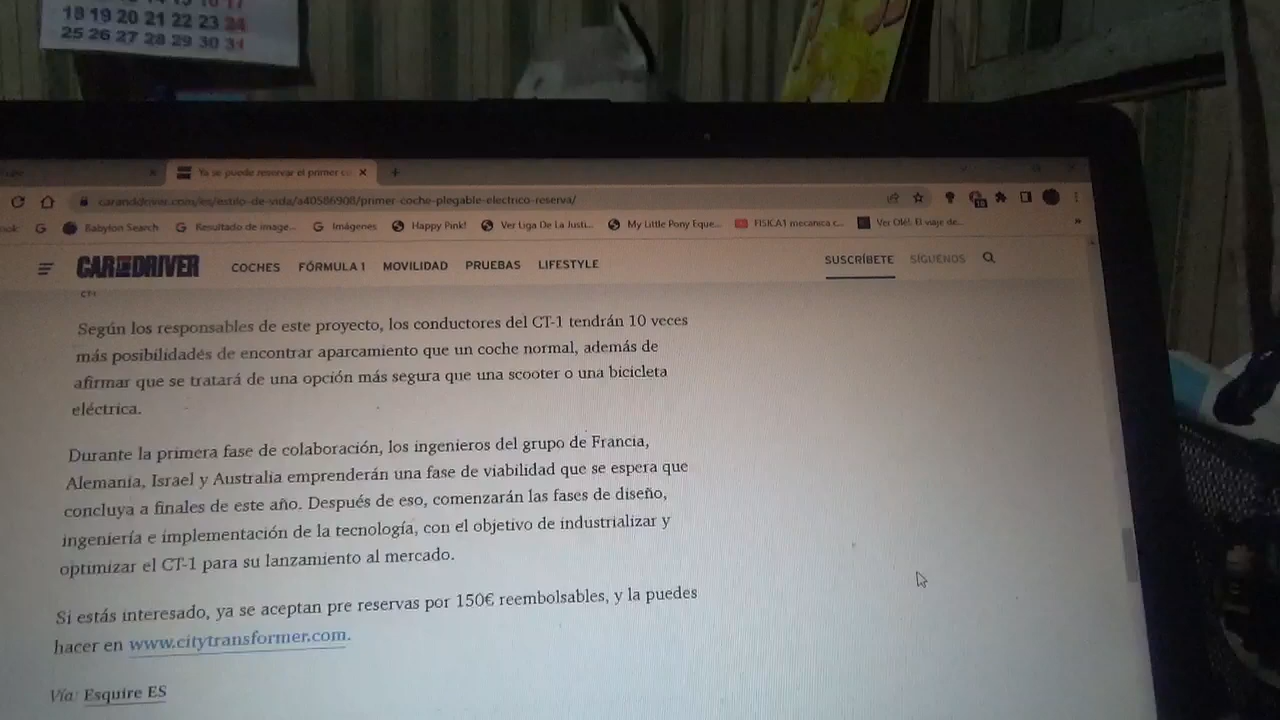 18 19 20 21 22 23 24
25 26 27 28 29 30 31
Ya se puede reservar el primer co
caranddriver.com/es/estilo-de-vida/a40586908/primer-coche-plegable-electrico-reserva/
Babylon Search Resultado de image... Imágenes Happy Pink! Ver Liga De La Justi... My Little Pony Eque... FISICA1 mecanica c... Ver Olé!. El viaje de...
CAR AND DRIVER COCHES FÓRMULA 1 MOVILIDAD PRUEBAS LIFESTYLE SUSCRÍBETE SÍGUENOS
CT1
Según los responsables de este proyecto, los conductores del CT-1 tendrán 10 veces
más posibilidades de encontrar aparcamiento que un coche normal, además de
afirmar que se tratará de una opción más segura que una scooter o una bicicleta
eléctrica.
Durante la primera fase de colaboración, los ingenieros del grupo de Francia,
Alemania, Israel y Australia emprenderán una fase de viabilidad que se espera que
concluya a finales de este año. Después de eso, comenzarán las fases de diseño,
ingeniería e implementación de la tecnología, con el objetivo de industrializar y
optimizar el CT-1 para su lanzamiento al mercado.
Si estás interesado, ya se aceptan pre reservas por 150€ reembolsables, y la puedes
hacer en www.citytransformer.com.
Vía: Esquire ES